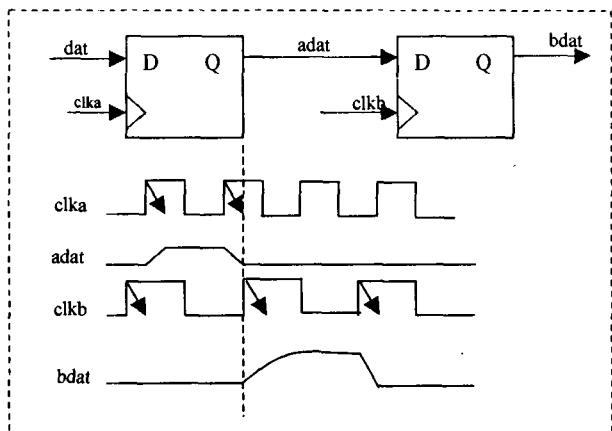 dat D Q adat D Q bdat
clka clkb
clka
adat
clkb
bdat